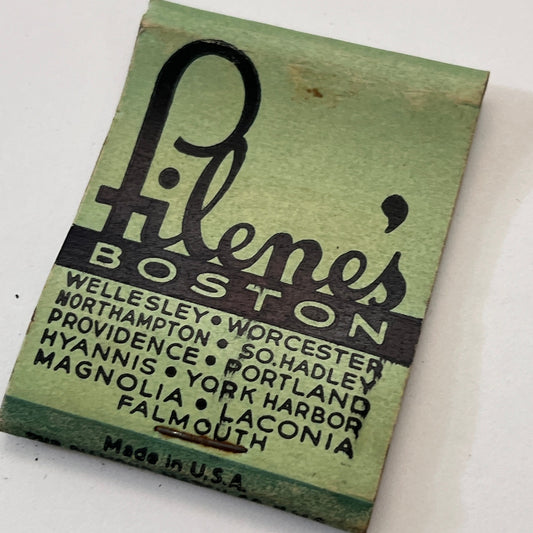 Filene's
BOSTON
WELLESLEY • WORCESTER
NORTHAMPTON • SO. HADLEY
PROVIDENCE • PORTLAND
HYANNIS • YORK HARBOR
MAGNOLIA • LACONIA
FALMOUTH
Made in U.S.A.